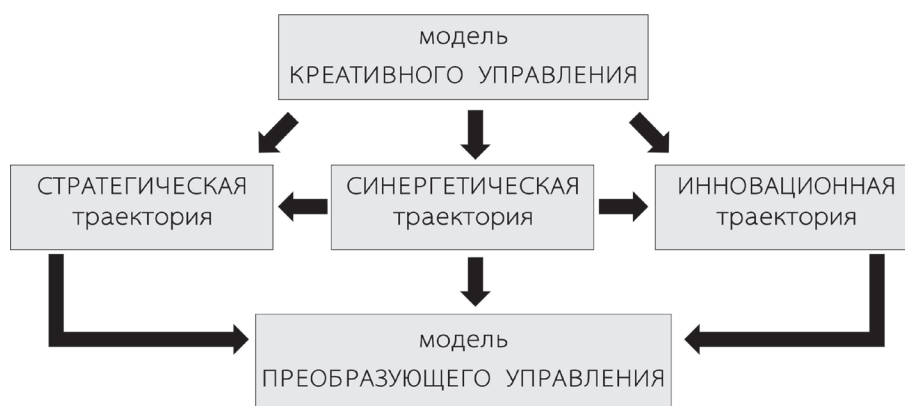 модель
КРЕАТИВНОГО УПРАВЛЕНИЯ
СТРАТЕГИЧЕСКАЯ
траектория
СИНЕРГЕТИЧЕСКАЯ
траектория
ИННОВАЦИОННАЯ
траектория
модель
ПРЕОБРАЗУЮЩЕГО УПРАВЛЕНИЯ